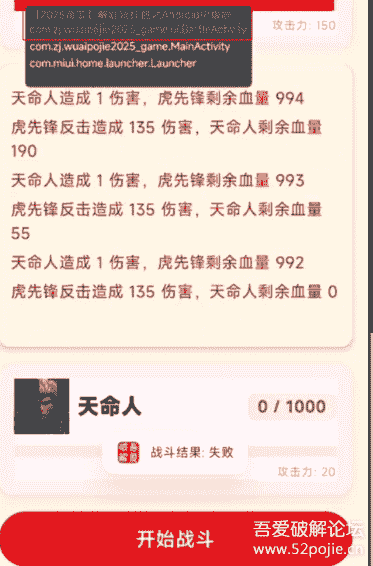 攻击力: 150
com.zj.wuaipojie2025_game.MainActivity
com.miui.home.launcher.Launcher
天命人造成 1 伤害，虎先锋剩余血量 994
虎先锋反击造成 135 伤害，天命人剩余血量
190
天命人造成 1 伤害，虎先锋剩余血量 993
虎先锋反击造成 135 伤害，天命人剩余血量
55
天命人造成 1 伤害，虎先锋剩余血量 992
虎先锋反击造成 135 伤害，天命人剩余血量 0
天命人
0 / 1000
战斗结果: 失败
攻击力: 20
开始战斗
吾爱破解论坛
www.52pojie.cn